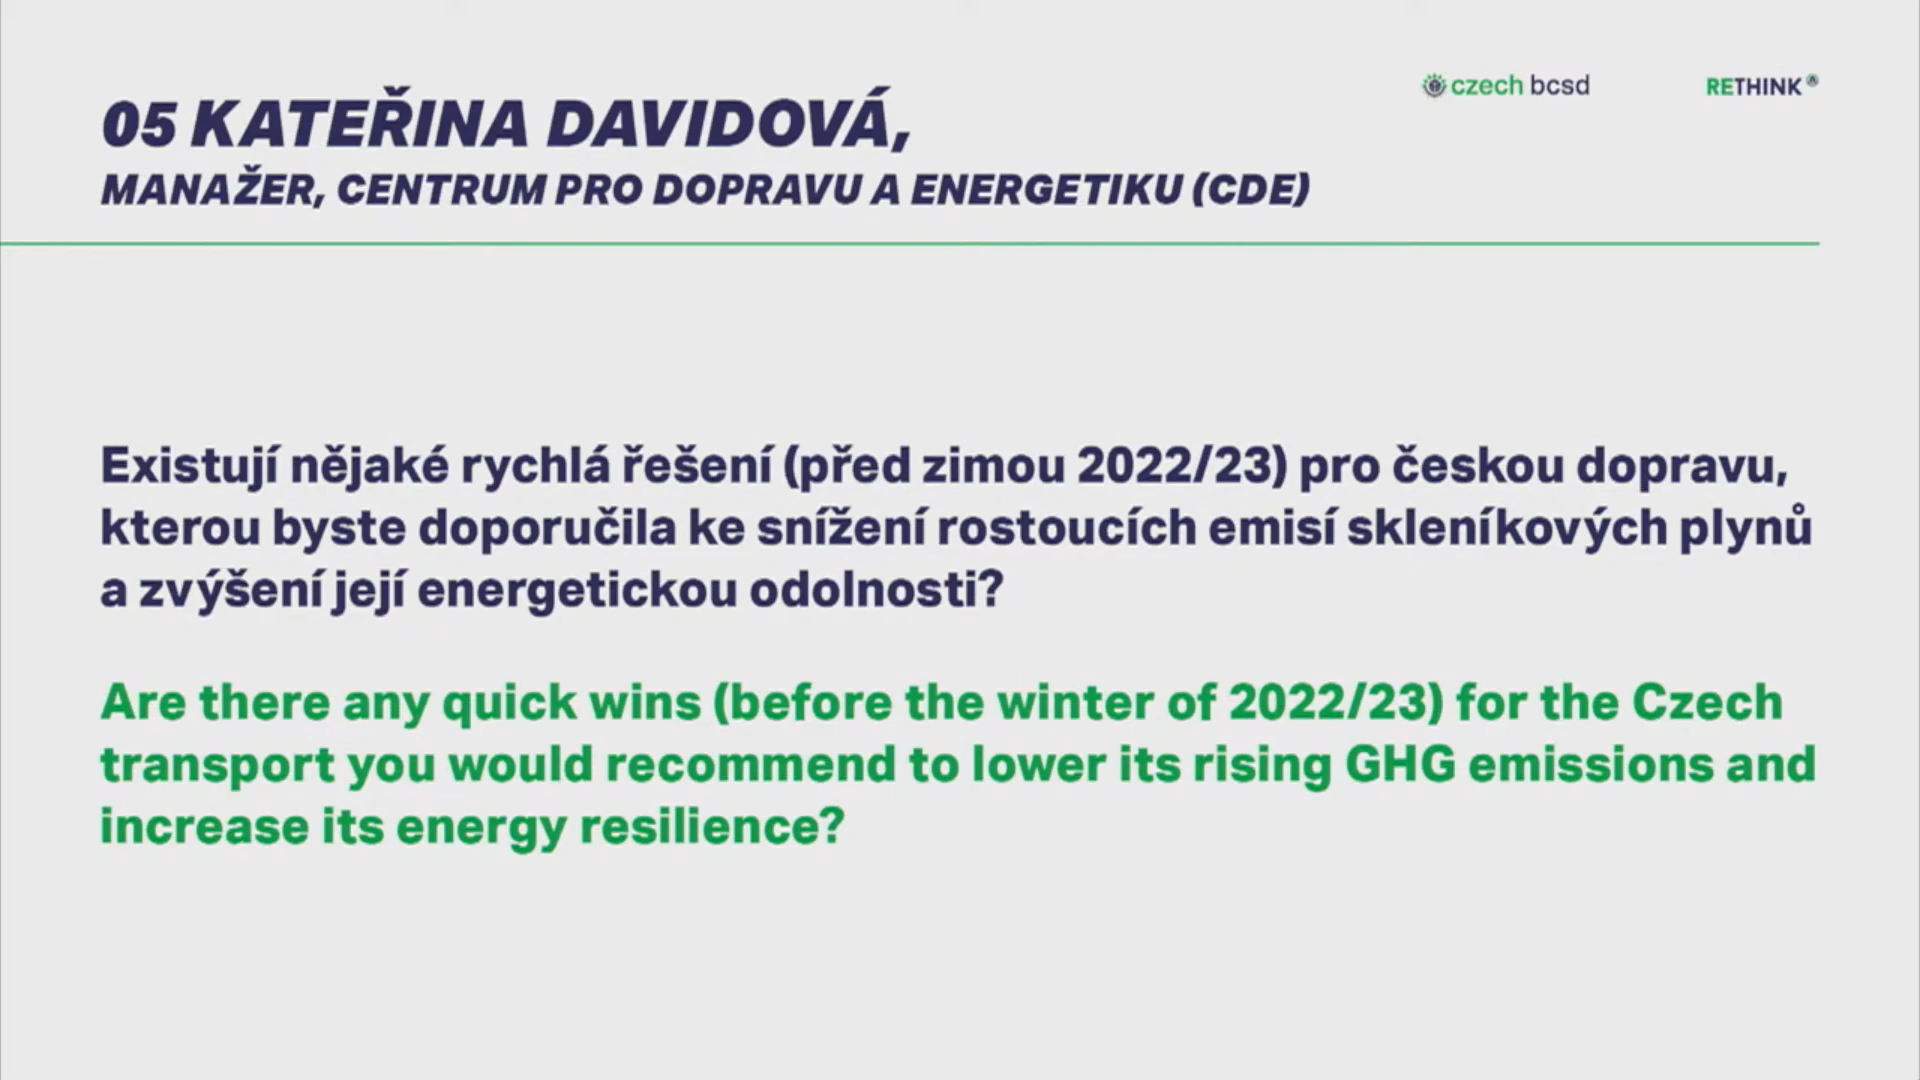 05 KATEŘINA DAVIDOVÁ,
MANAŽER, CENTRUM PRO DOPRAVU A ENERGETIKU (CDE)
czech bcsd
RETHINK
Existují nějaké rychlá řešení (před zimou 2022/23) pro českou dopravu,
kterou byste doporučila ke snížení rostoucích emisí skleníkových plynů
a zvýšení její energetickou odolnosti?
Are there any quick wins (before the winter of 2022/23) for the Czech
transport you would recommend to lower its rising GHG emissions and
increase its energy resilience?